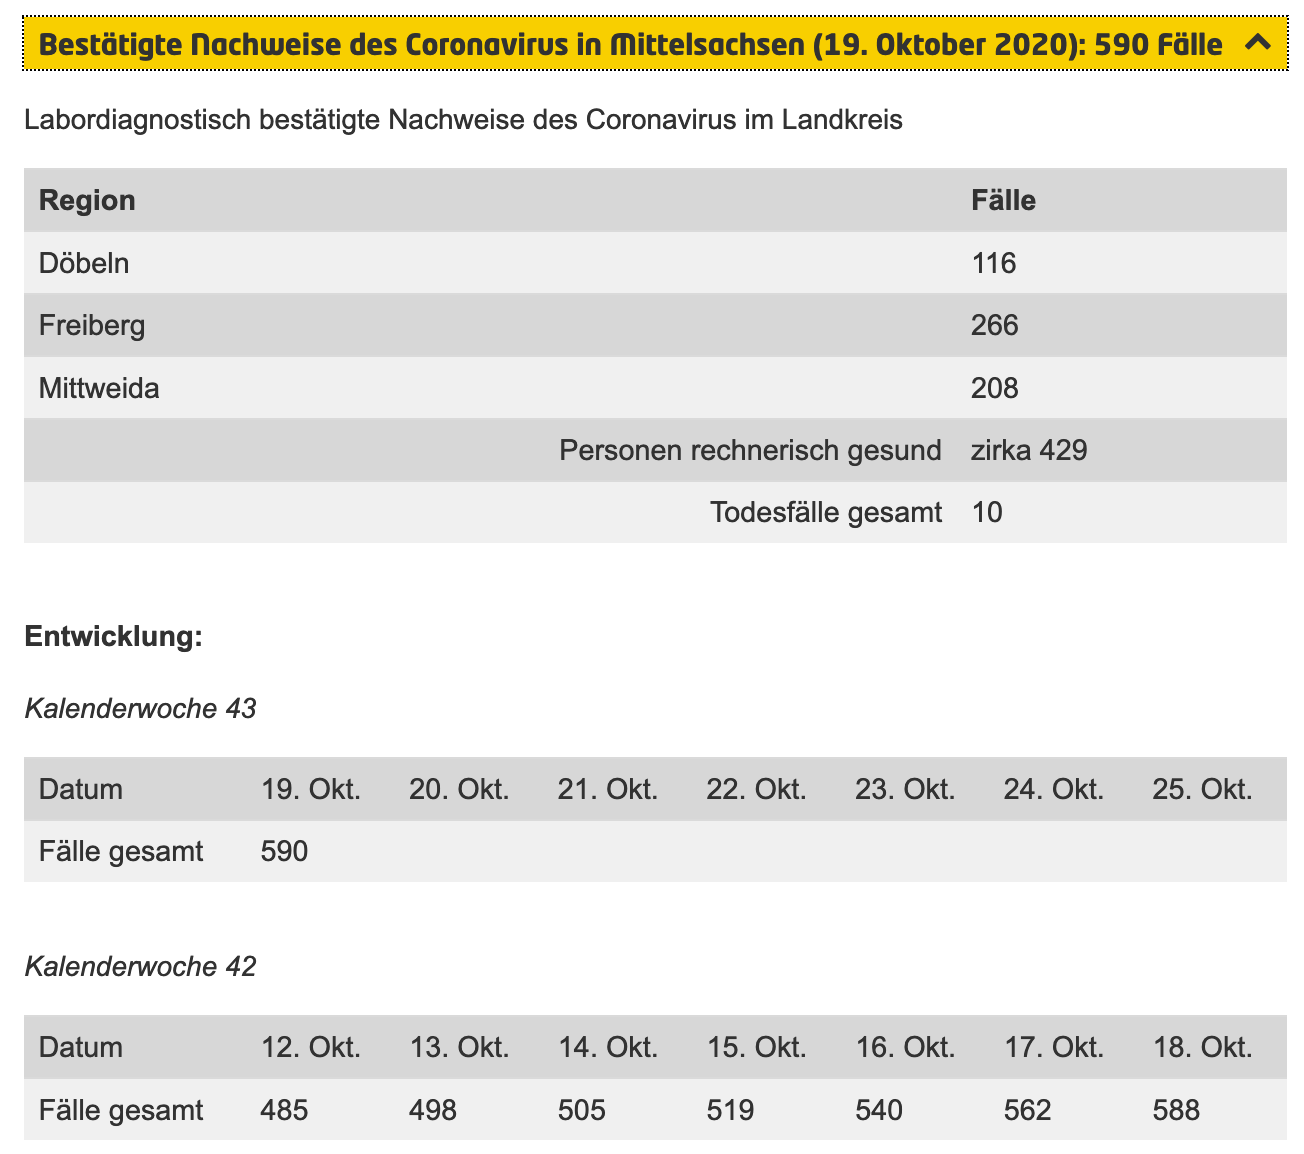 Bestätigte Nachweise des Coronavirus in Mittelsachsen (19. Oktober 2020): 590 Fälle
Labordiagnostisch bestätigte Nachweise des Coronavirus im Landkreis
Region Fälle
Döbeln 116
Freiberg 266
Mittweida 208
Personen rechnerisch gesund zirka 429
Todesfälle gesamt 10
Entwicklung:
Kalenderwoche 43
Datum 19. Okt. 20. Okt. 21. Okt. 22. Okt. 23. Okt. 24. Okt. 25. Okt.
Fälle gesamt 590
Kalenderwoche 42
Datum 12. Okt. 13. Okt. 14. Okt. 15. Okt. 16. Okt. 17. Okt. 18. Okt.
Fälle gesamt 485 498 505 519 540 562 588